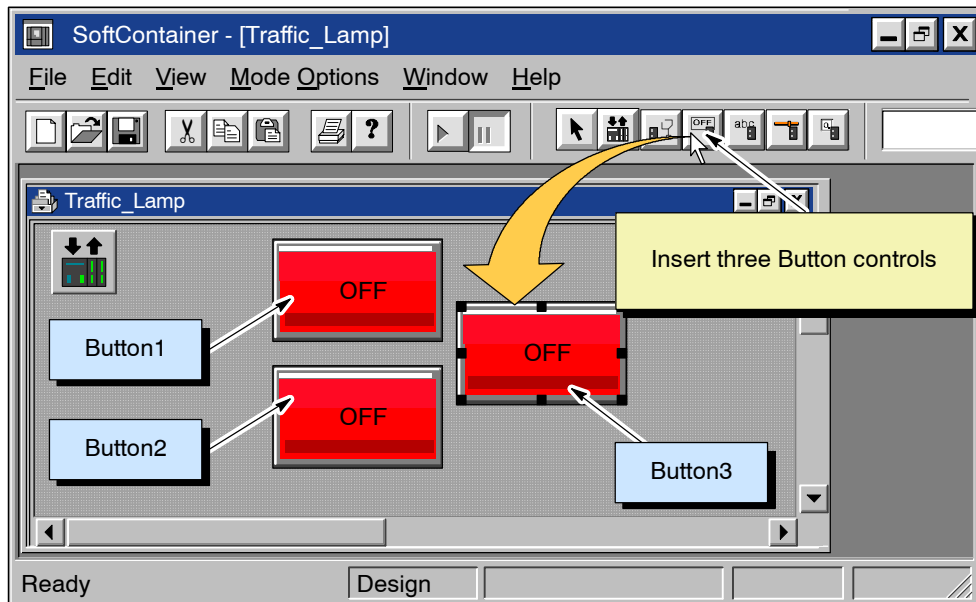 SoftContainer - [Traffic_Lamp]
File Edit View Mode Options Window Help
?
OFF
abc
Traffic_Lamp
Insert three Button controls
OFF
Button1
OFF
OFF
Button2
Button3
Ready
Design